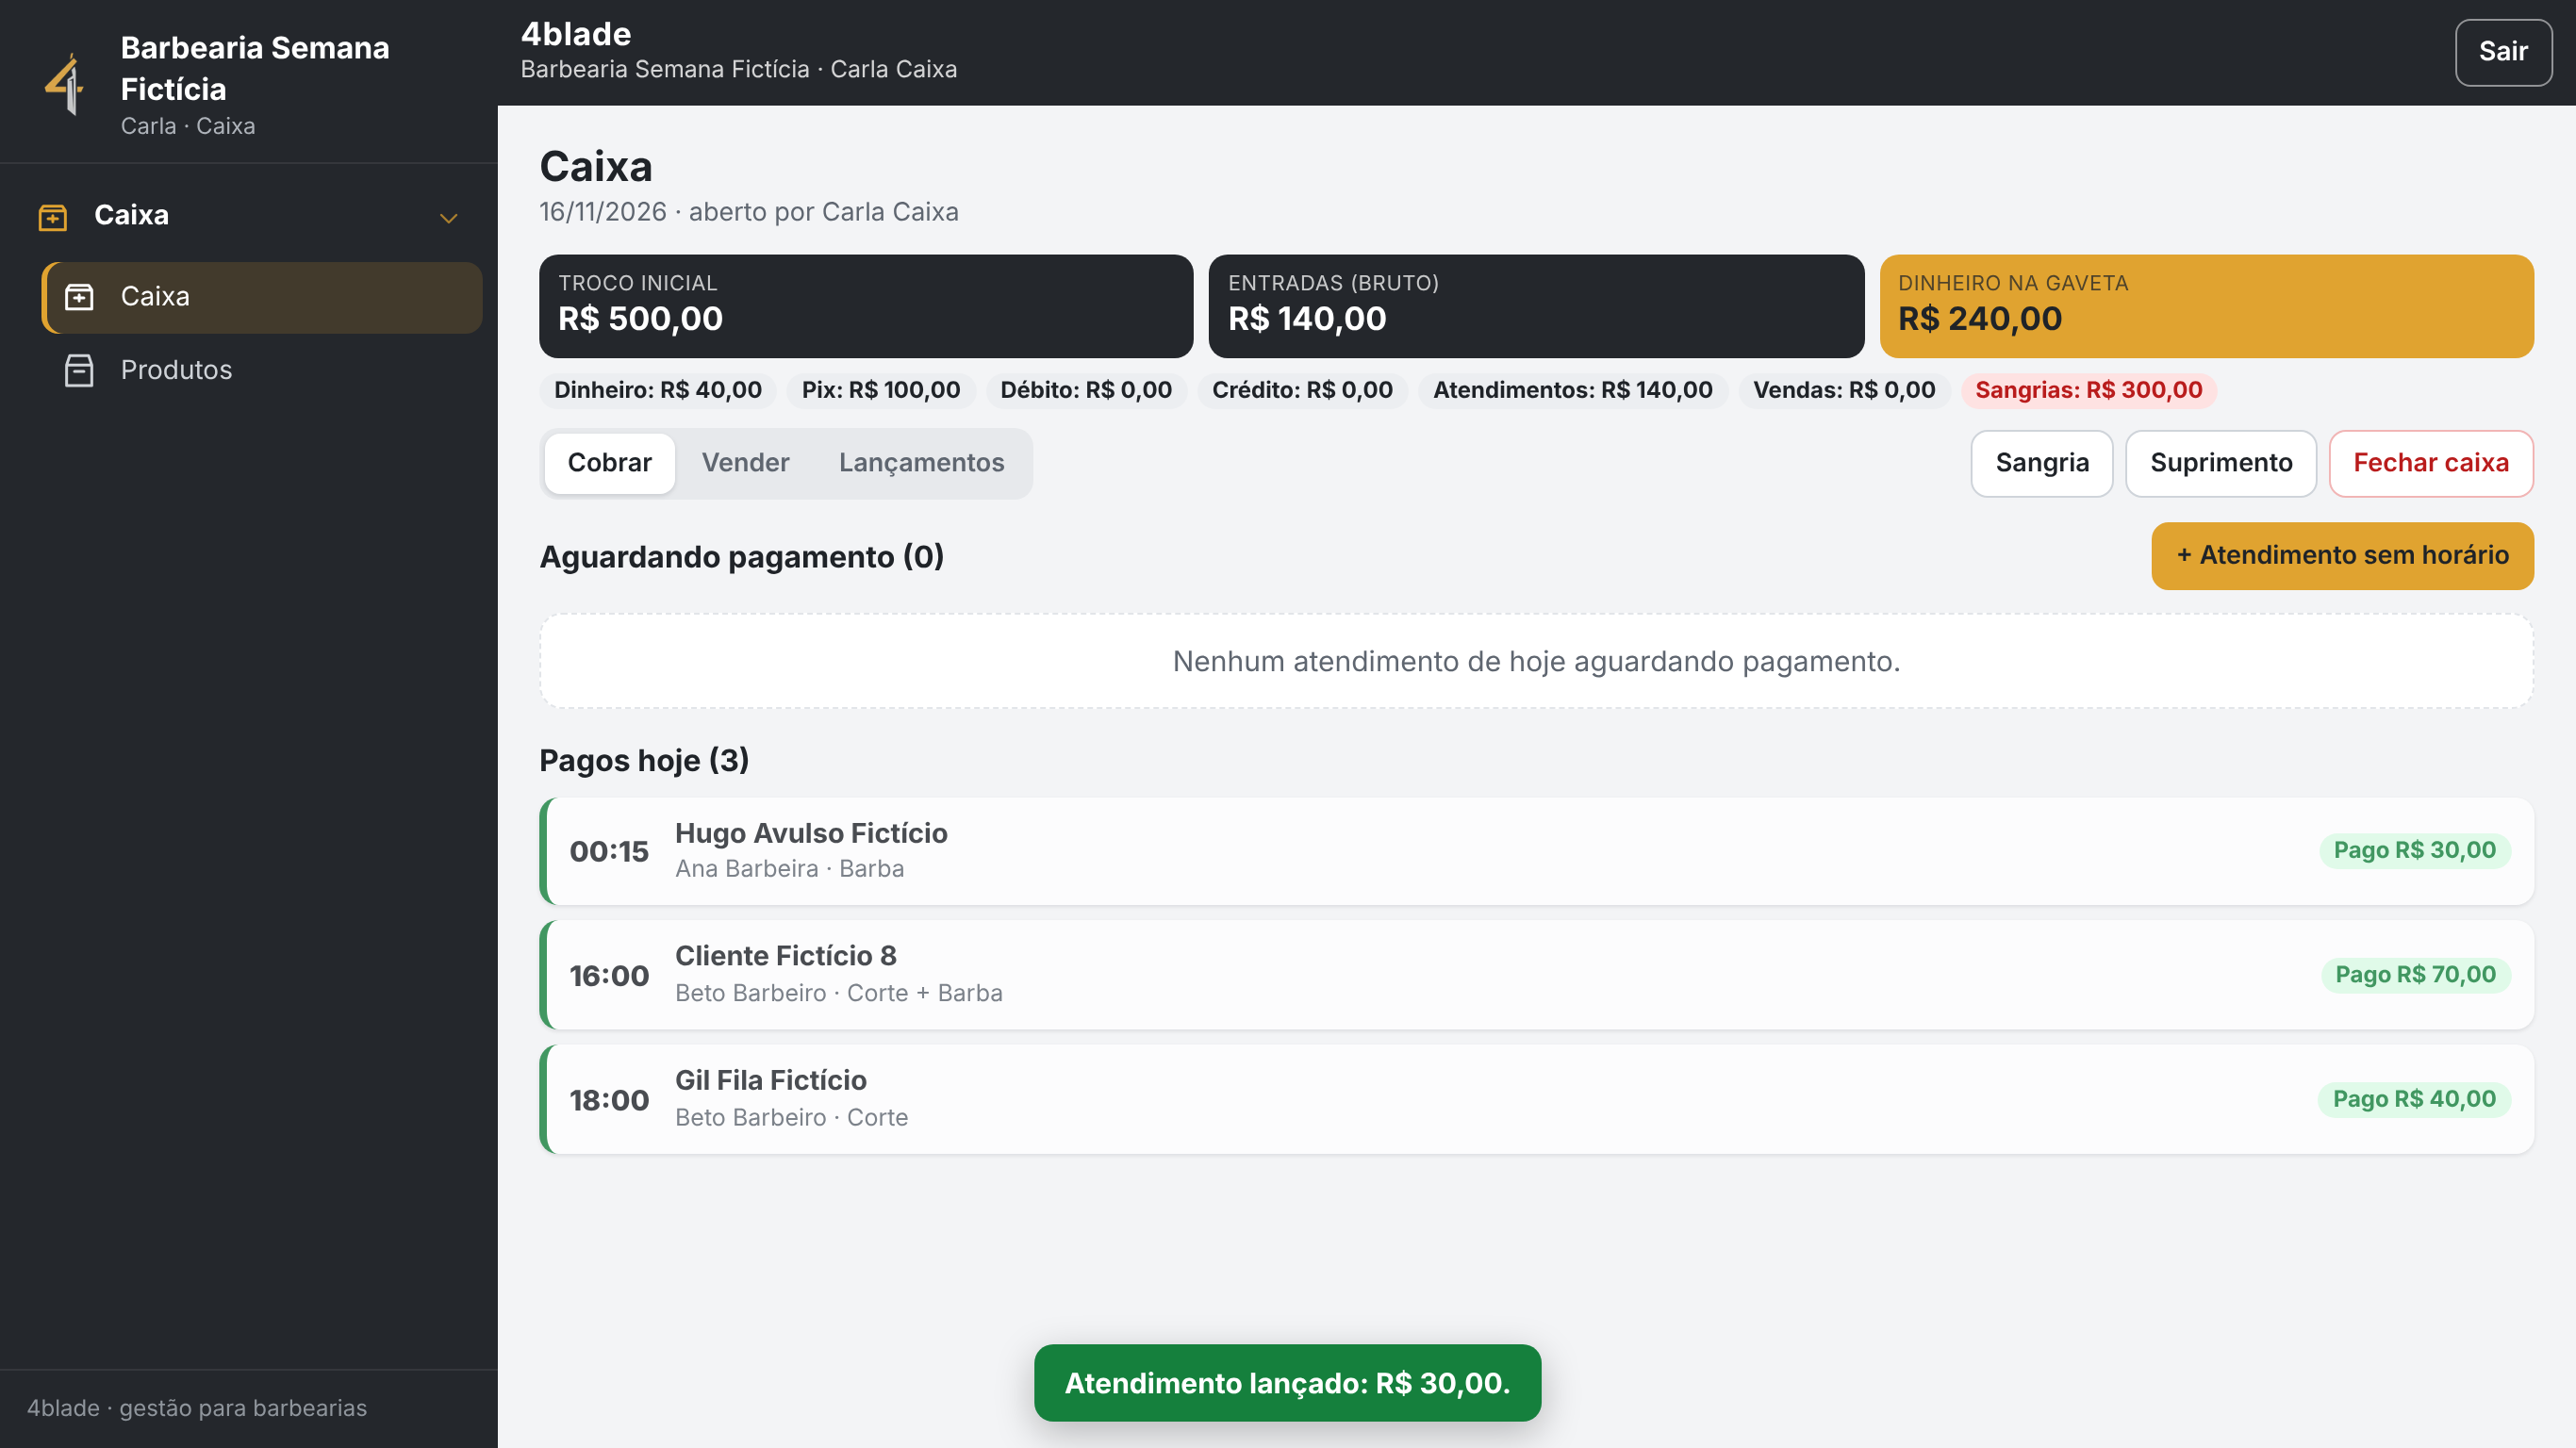 Barbearia Semana
Fictícia
Carla · Caixa
Caixa
Caixa
Produtos
4blade · gestão para barbearias
4blade
Barbearia Semana Fictícia · Carla Caixa
Sair
Caixa
16/11/2026 · aberto por Carla Caixa
TROCO INICIAL
R$ 500,00
ENTRADAS (BRUTO)
R$ 140,00
DINHEIRO NA GAVETA
R$ 240,00
Dinheiro: R$ 40,00 Pix: R$ 100,00 Débito: R$ 0,00 Crédito: R$ 0,00 Atendimentos: R$ 140,00 Vendas: R$ 0,00 Sangrias: R$ 300,00
Cobrar Vender Lançamentos Sangria Suprimento Fechar caixa
Aguardando pagamento (0) + Atendimento sem horário
Nenhum atendimento de hoje aguardando pagamento.
Pagos hoje (3)
00:15 Hugo Avulso Fictício
Ana Barbeira · Barba
Pago R$ 30,00
16:00 Cliente Fictício 8
Beto Barbeiro · Corte + Barba
Pago R$ 70,00
18:00 Gil Fila Fictício
Beto Barbeiro · Corte
Pago R$ 40,00
Atendimento lançado: R$ 30,00.